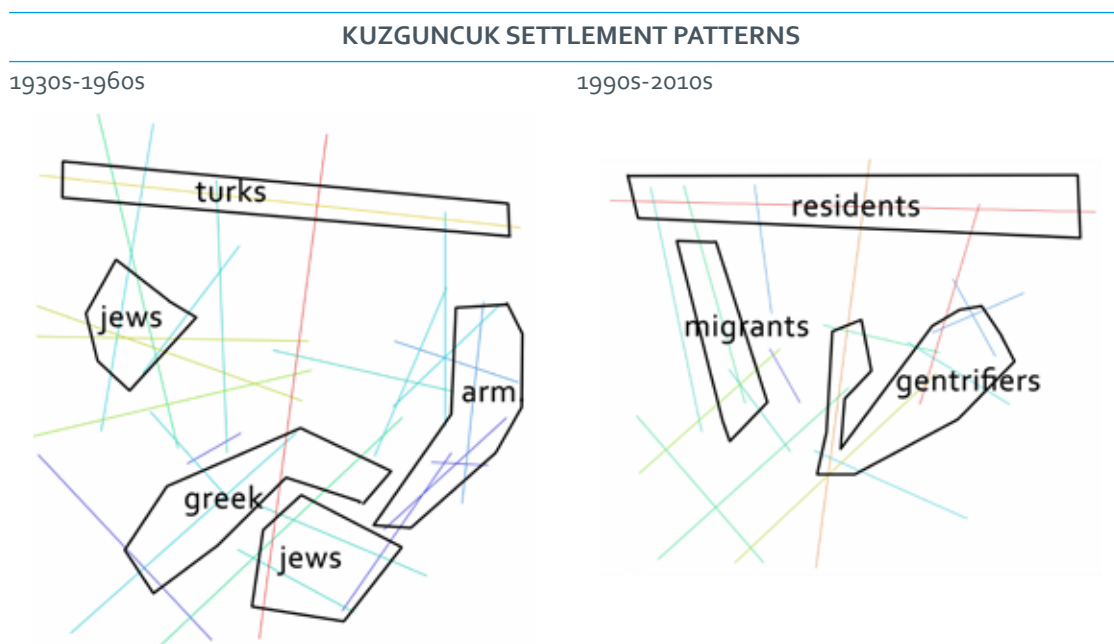 KUZGUNCUK SETTLEMENT PATTERNS
1930s-1960s
1990s-2010s
turks
jews
arm
greek
jews
residents
migrants
gentrifiers